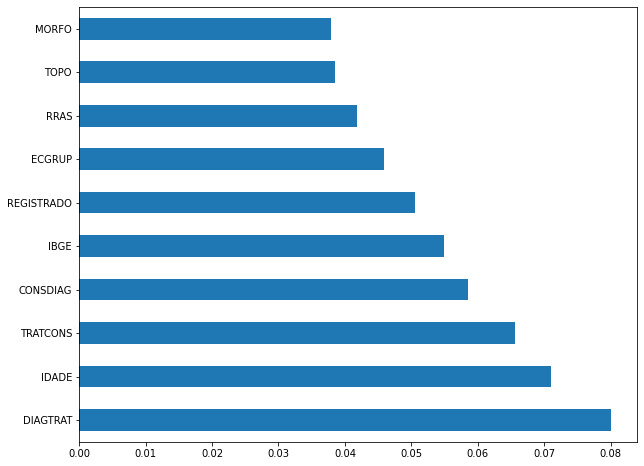 MORFO
TOPO
RRAS
ECGRUP
REGISTRADO
IBGE
CONSDIAG
TRATCONS
IDADE
DIAGTRAT
0.00 0.01 0.02 0.03 0.04 0.05 0.06 0.07 0.08